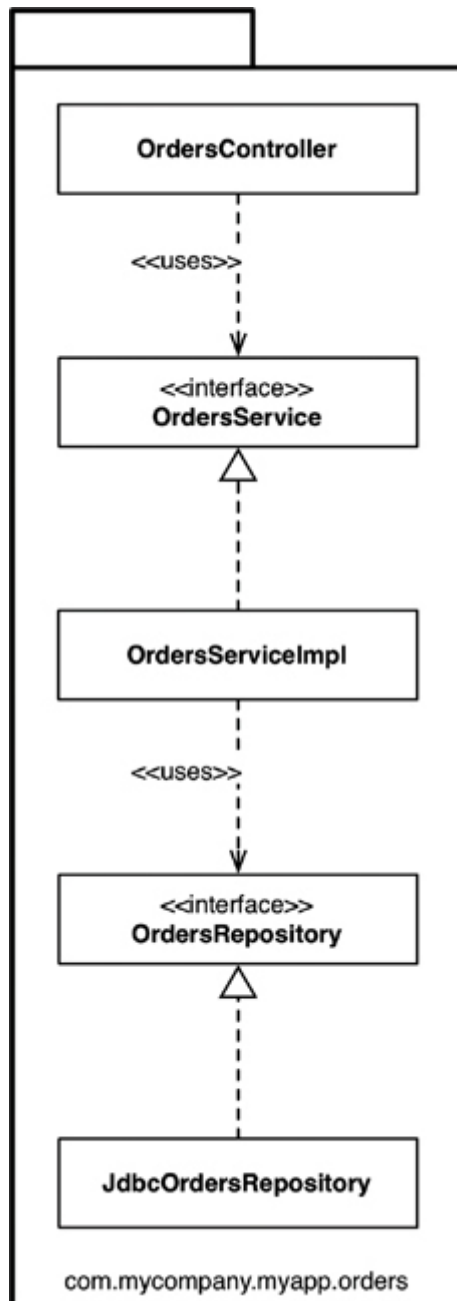 OrdersController
<<uses>>
<<interface>>
OrdersService
OrdersServiceImpl
<<uses>>
<<interface>>
OrdersRepository
JdbcOrdersRepository
com.mycompany.myapp.orders